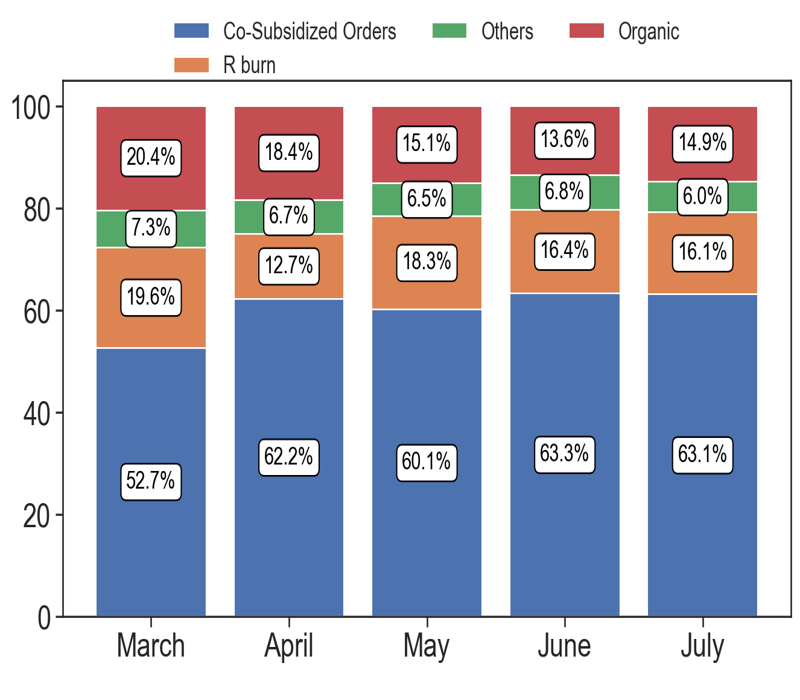 Co-Subsidized Orders Others Organic
R burn
100
20.4% 18.4% 15.1% 13.6% 14.9%
80
7.3% 6.7% 6.5% 6.8% 6.0%
19.6% 12.7% 18.3% 16.4% 16.1%
60
40
52.7% 62.2% 60.1% 63.3% 63.1%
20
0
March April May June July